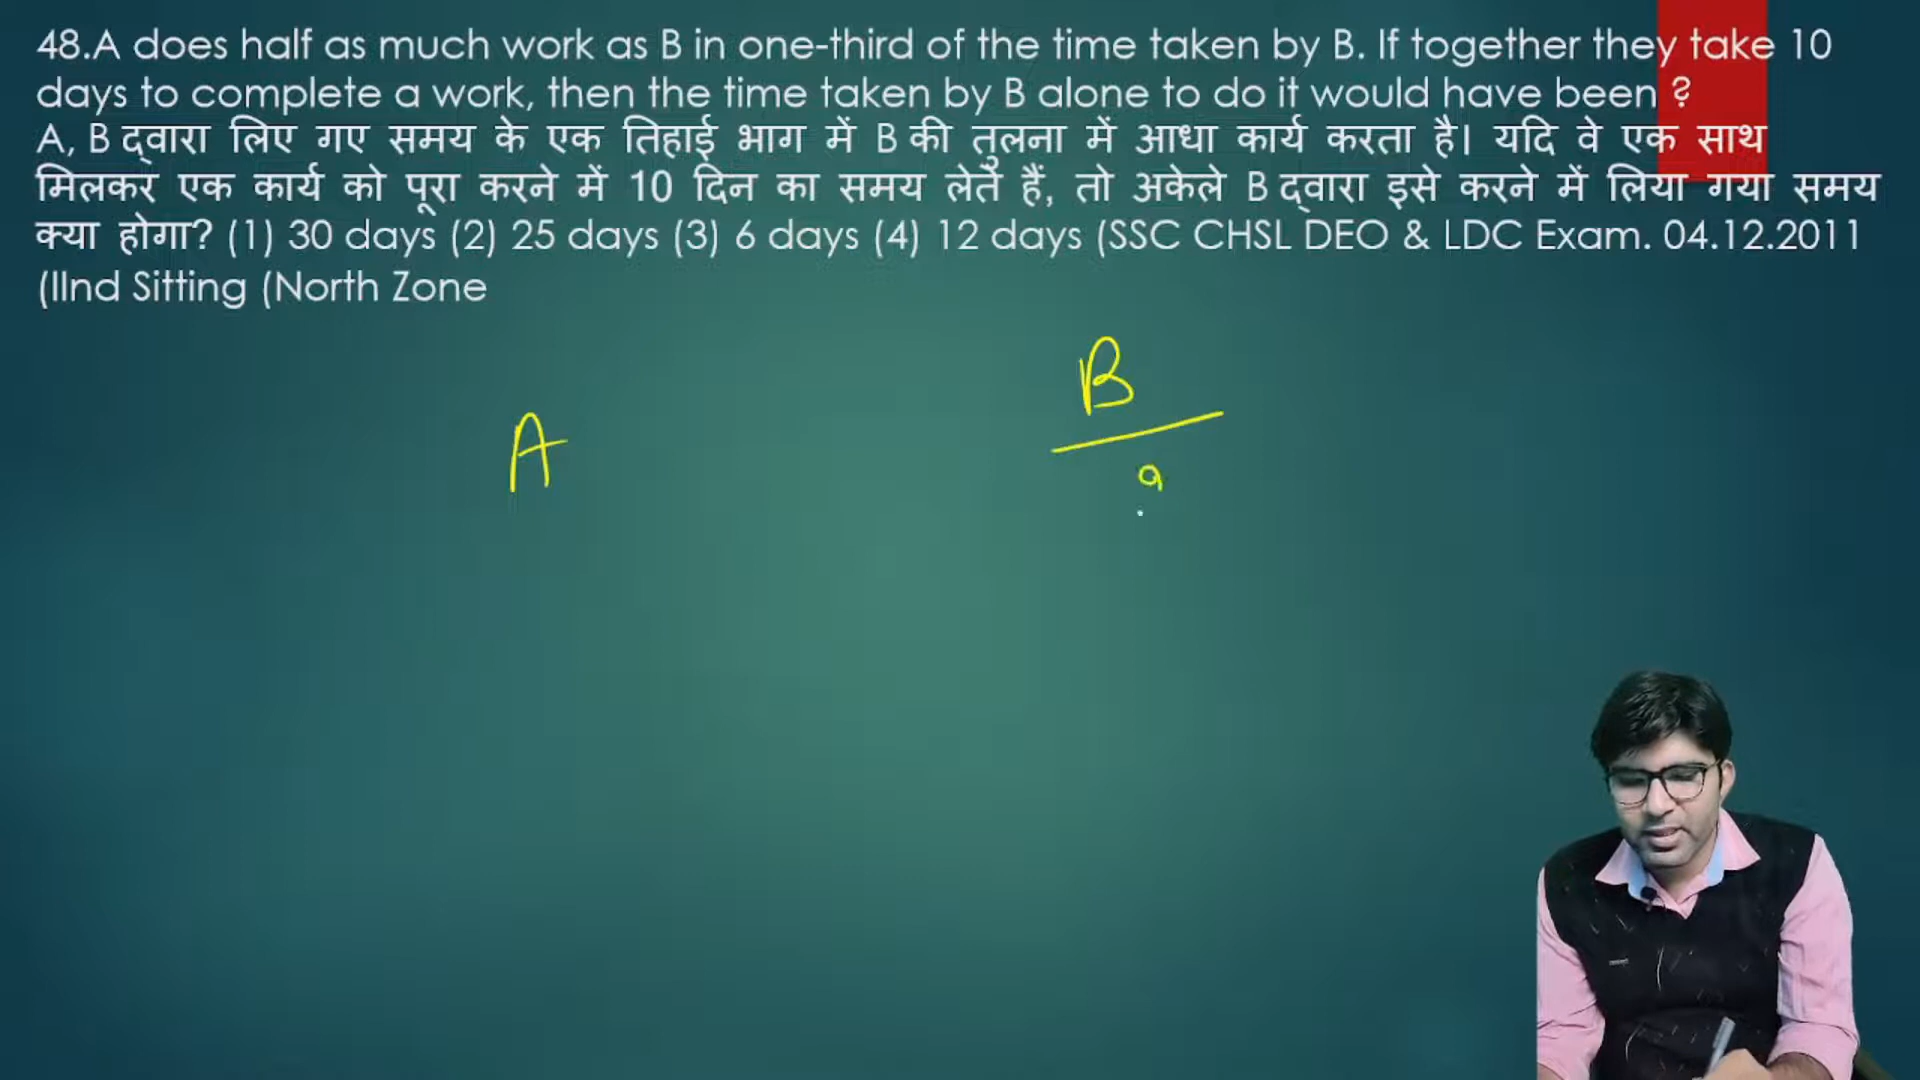 48.A does half as much work as B in one-third of the time taken by B. If together they take 10
days to complete a work, then the time taken by B alone to do it would have been ?
A, B द्वारा लिए गए समय के एक तिहाई भाग में B की तुलना में आधा कार्य करता है। यदि वे एक साथ
मिलकर एक कार्य को पूरा करने में 10 दिन का समय लेते हैं, तो अकेले B द्वारा इसे करने में लिया गया समय
क्या होगा? (1) 30 days (2) 25 days (3) 6 days (4) 12 days (SSC CHSL DEO & LDC Exam. 04.12.2011
(IInd Sitting (North Zone
B
A